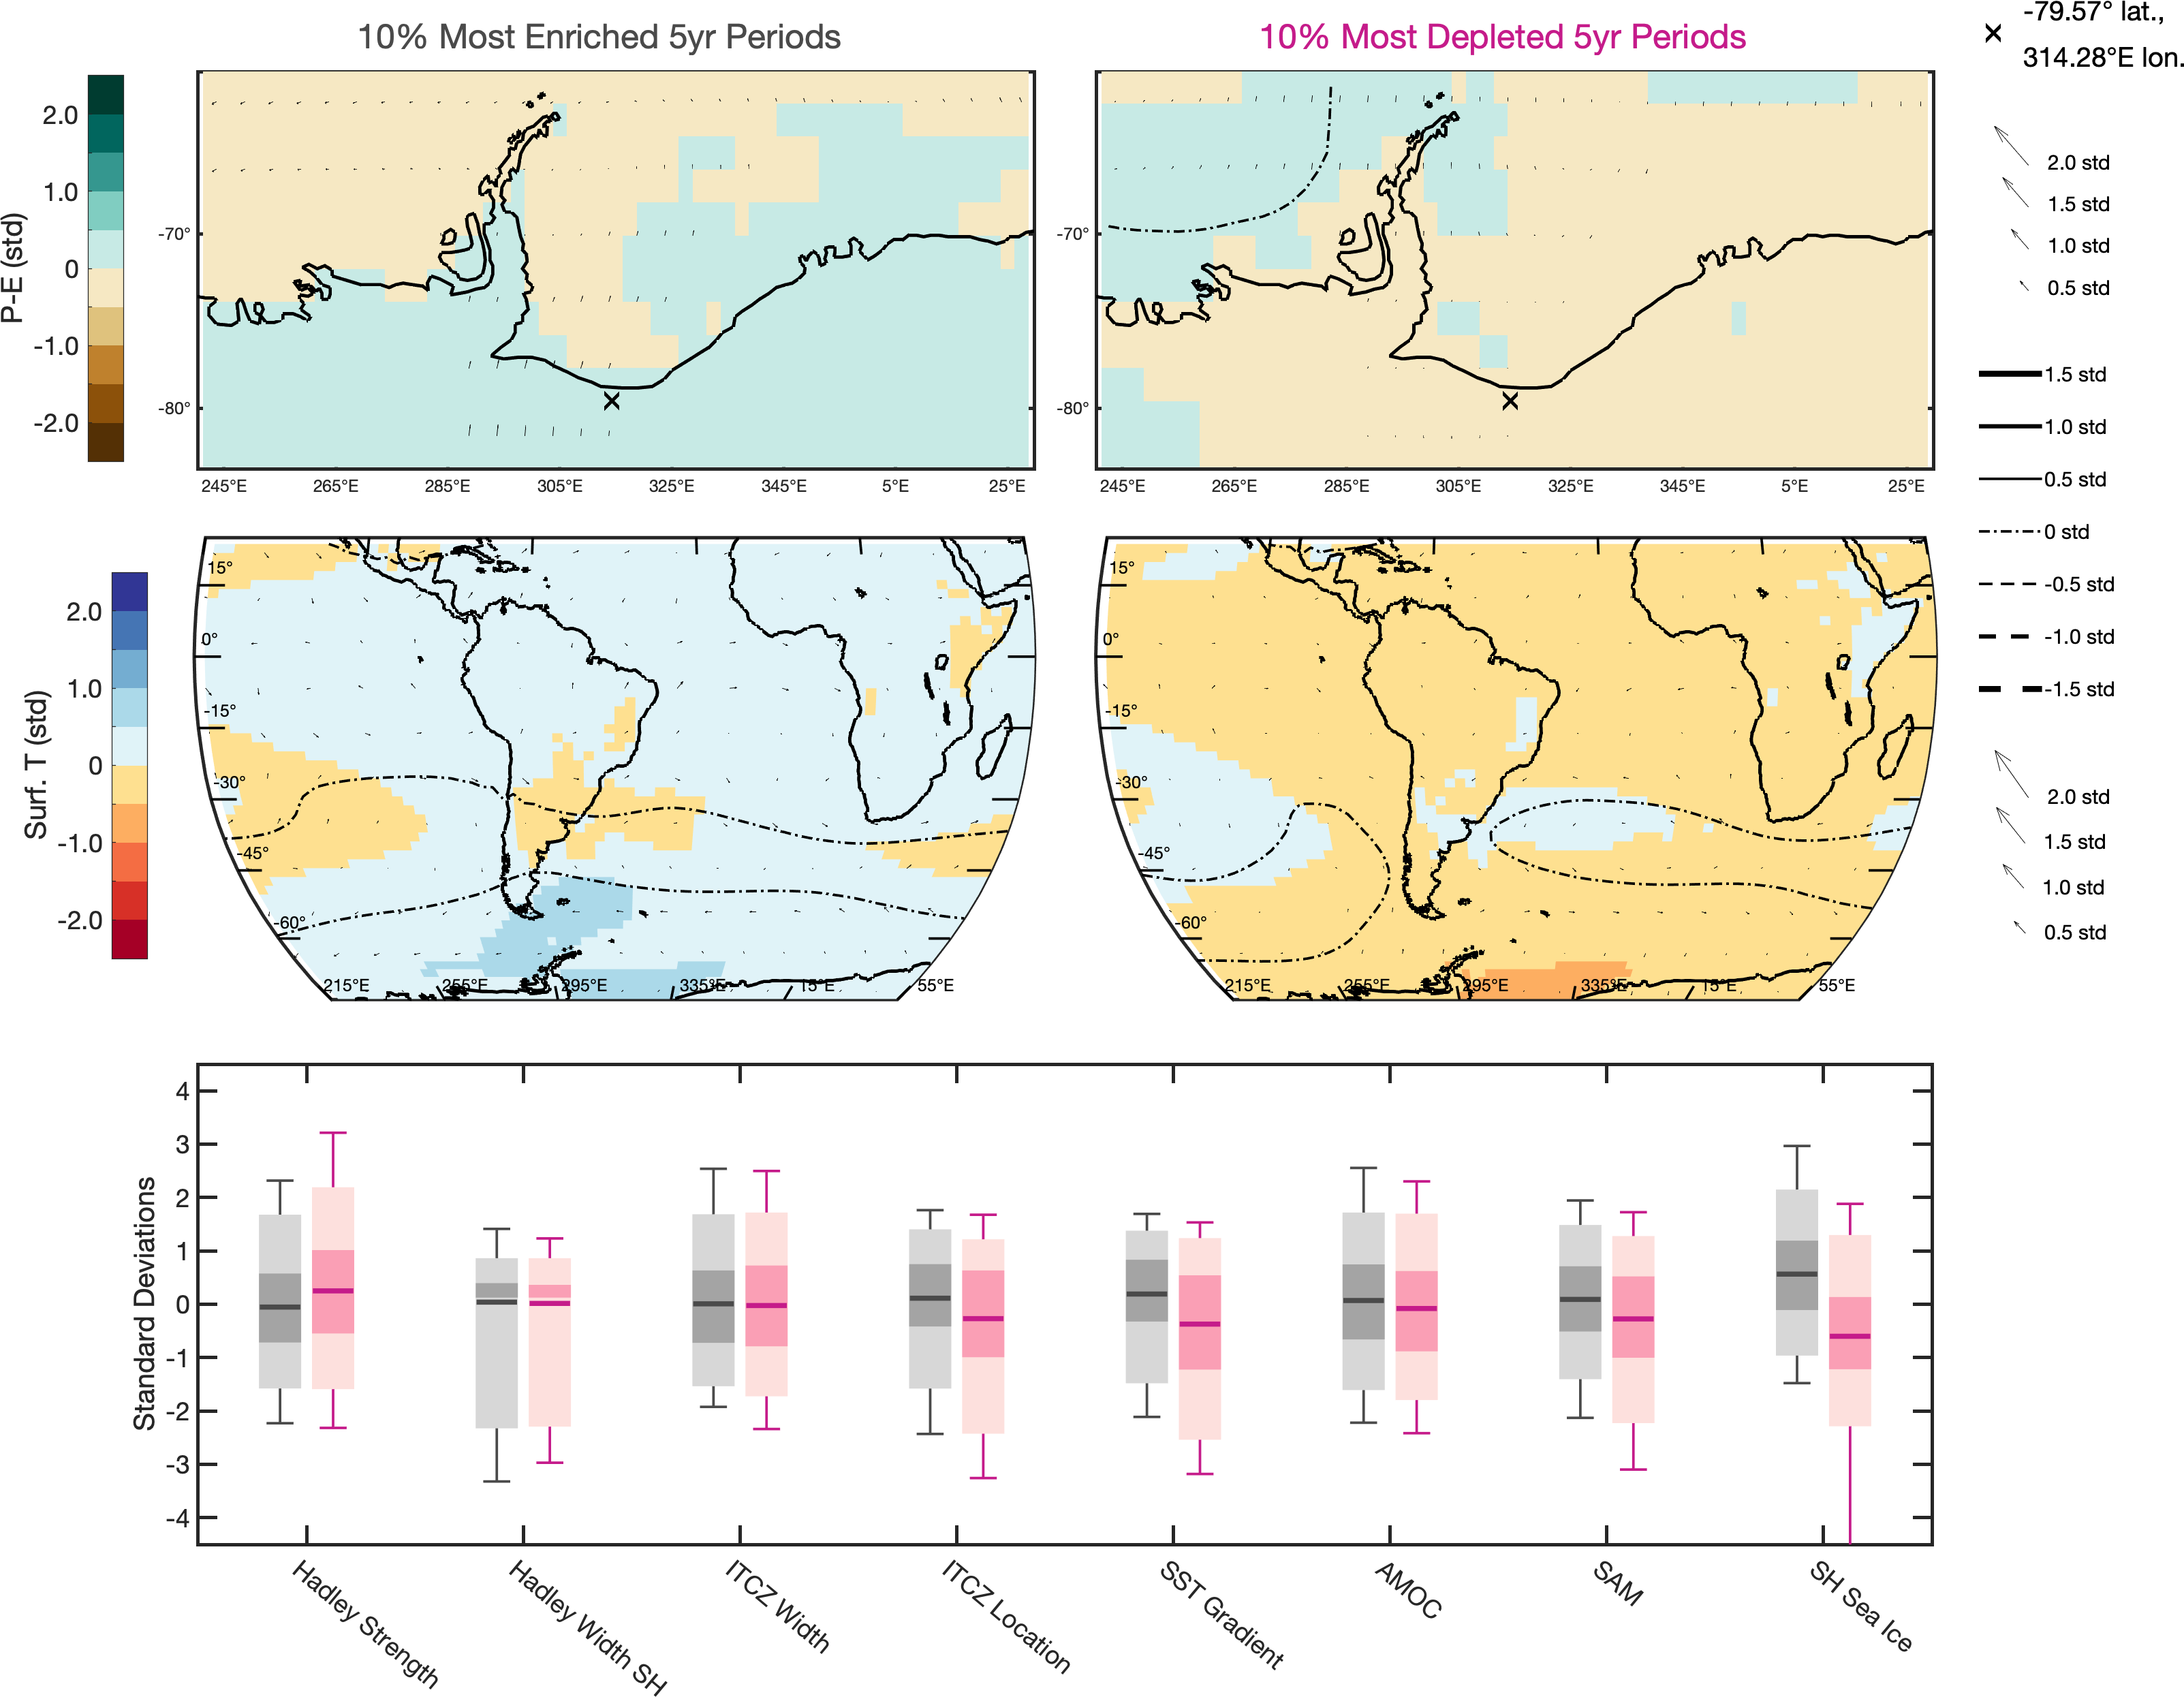 10% Most Enriched 5yr Periods
10% Most Depleted 5yr Periods
-79.57° lat.,
314.28°E lon.
P-E (std)
2.0
1.0
0
-1.0
-2.0
-70°
-80°
245°E 265°E 285°E 305°E 325°E 345°E 5°E 25°E
-70°
-80°
245°E 265°E 285°E 305°E 325°E 345°E 5°E 25°E
2.0 std
1.5 std
1.0 std
0.5 std
1.5 std
1.0 std
0.5 std
0 std
-0.5 std
-1.0 std
-1.5 std
Surf. T (std)
2.0
1.0
0
-1.0
-2.0
15°
0°
-15°
-30°
-45°
-60°
215°E 255°E 295°E 335°E 15°E 55°E
15°
0°
-15°
-30°
-45°
-60°
215°E 255°E 295°E 335°E 15°E 55°E
2.0 std
1.5 std
1.0 std
0.5 std
Standard Deviations
4
3
2
1
0
-1
-2
-3
-4
Hadley Strength
Hadley Width SH
ITCZ Width
ITCZ Location
SST Gradient
AMOC
SAM
SH Sea Ice